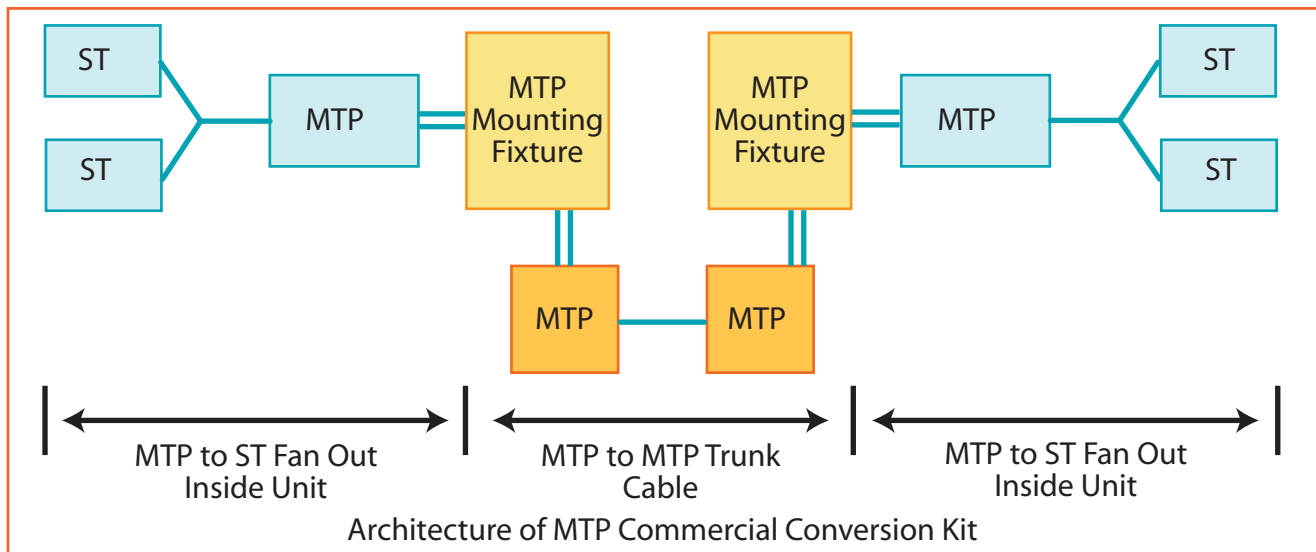 ST
ST
MTP
MTP
Mounting
Fixture
MTP
Mounting
Fixture
MTP
ST
ST
MTP
MTP
MTP to ST Fan Out
Inside Unit
MTP to MTP Trunk
Cable
MTP to ST Fan Out
Inside Unit
Architecture of MTP Commercial Conversion Kit